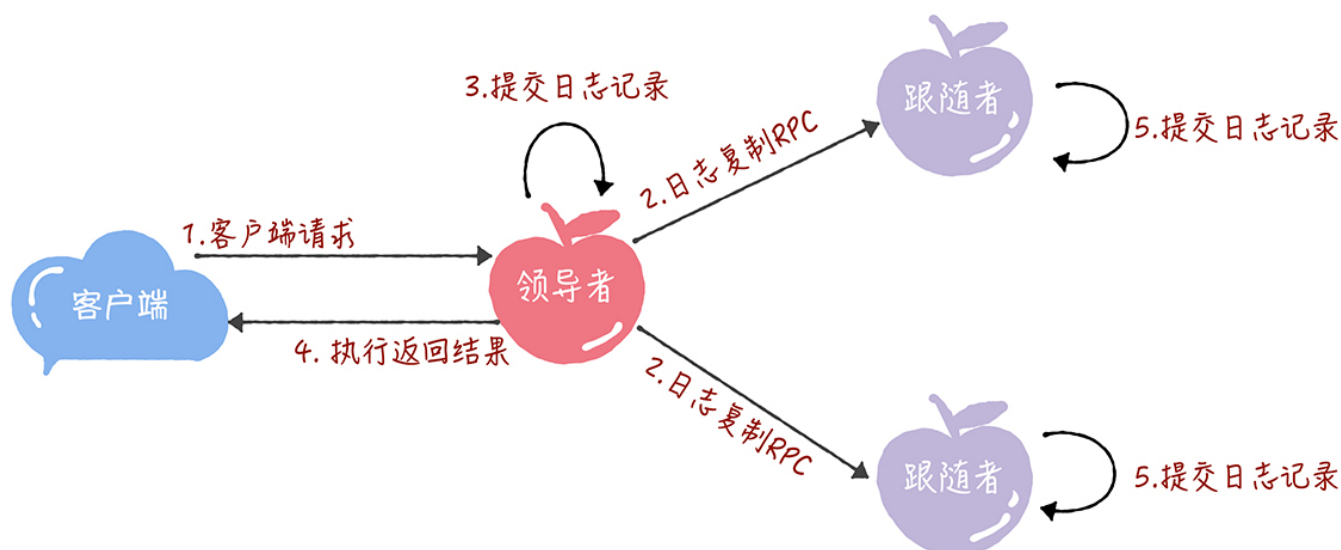 跟随者
3.提交日志记录
5.提交日志记录
2.日志复制RPC
1.客户端请求
领导者
客户端
4. 执行返回结果
2.日志复制RPC
跟随者
5.提交日志记录